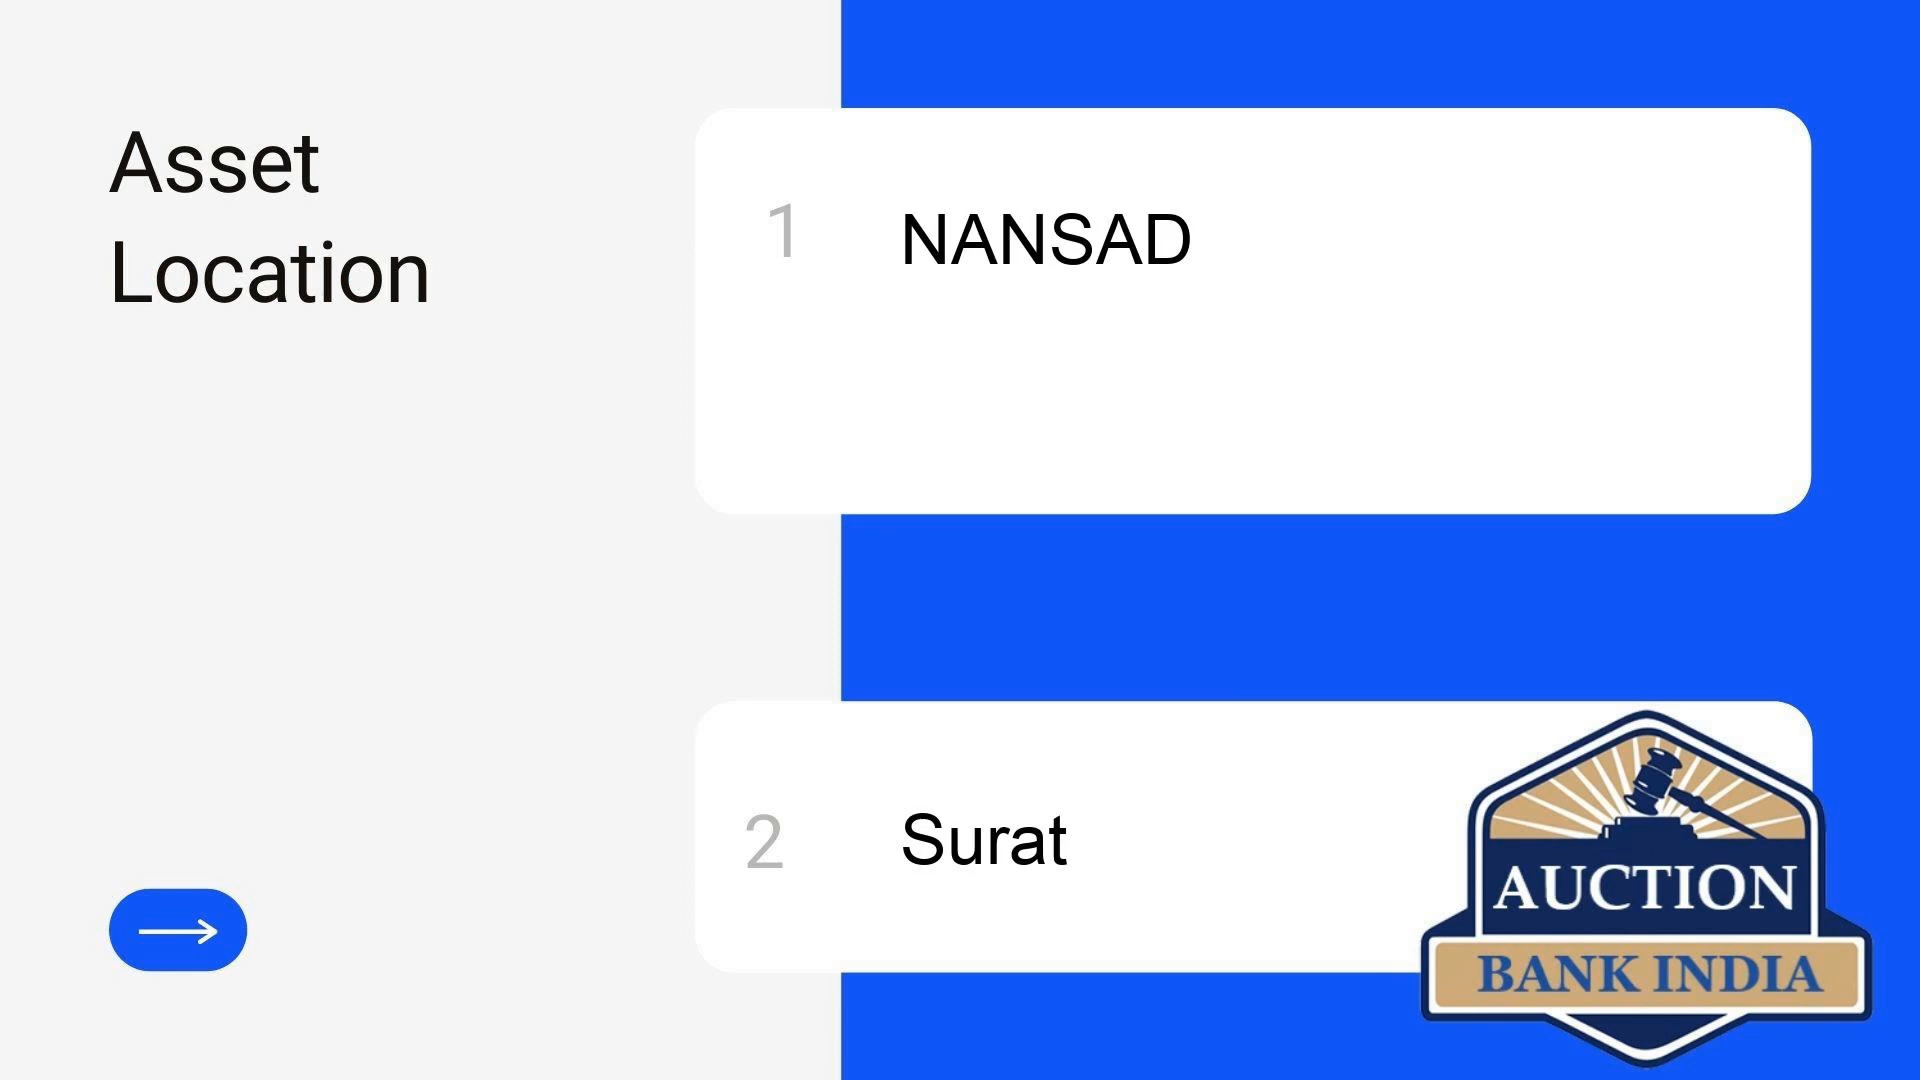 Asset
Location
1
NANSAD
2
Surat
AUCTION
BANK INDIA